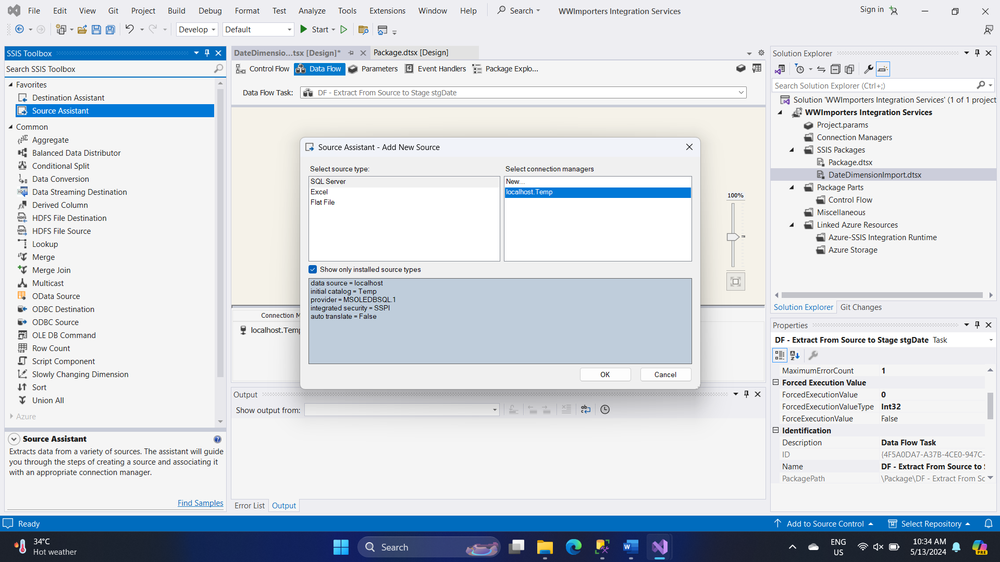 File Edit View Git Project Build Debug Format Test Analyze Tools Extensions Window Help Search WWImporters Integration Services Sign in
Develop Default Start
SSIS Toolbox
Search SSIS Toolbox
Favorites
Destination Assistant
Source Assistant
Common
Aggregate
Balanced Data Distributor
Conditional Split
Data Conversion
Data Streaming Destination
Derived Column
HDFS File Destination
HDFS File Source
Lookup
Merge
Merge Join
Multicast
OData Source
ODBC Destination
ODBC Source
OLE DB Command
Row Count
Script Component
Slowly Changing Dimension
Sort
Union All
Azure
Source Assistant
Extracts data from a variety of sources. The assistant will guide
you through the steps of creating a source and associating it
with an appropriate connection manager.
Find Samples
DateDimensio...tsx [Design]* Package.dtsx [Design]
Control Flow Data Flow Parameters Event Handlers Package Explo...
Data Flow Task: DF - Extract From Source to Stage stgDate
100%
Connection M
localhost.Temp
Source Assistant - Add New Source
Select source type:
SQL Server
Excel
Flat File
Select connection managers
New...
localhost.Temp
Show only installed source types
data source = localhost
initial catalog = Temp
provider = MSOLEDBSQL.1
integrated security = SSPI
auto translate = False
OK Cancel
Output
Show output from:
Error List Output
Solution Explorer
Search Solution Explorer (Ctrl+;)
Solution 'WWImporters Integration Services' (1 of 1 project
WWImporters Integration Services
Project.params
Connection Managers
SSIS Packages
Package.dtsx
DateDimensionImport.dtsx
Package Parts
Control Flow
Miscellaneous
Linked Azure Resources
Azure-SSIS Integration Runtime
Azure Storage
Solution Explorer Git Changes
Properties
DF - Extract From Source to Stage stgDate Task
MaximumErrorCount 1
Forced Execution Value
ForcedExecutionValue 0
ForcedExecutionValueType Int32
ForceExecutionValue False
Identification
Description Data Flow Task
ID {4F5A0DA7-A37B-4CE0-947C-
Name DF - Extract From Source to S
PackagePath \Package\DF - Extract From Sc
Ready Add to Source Control Select Repository
34°C
Hot weather
Search
ENG
US
10:34 AM
5/13/2024
PRE